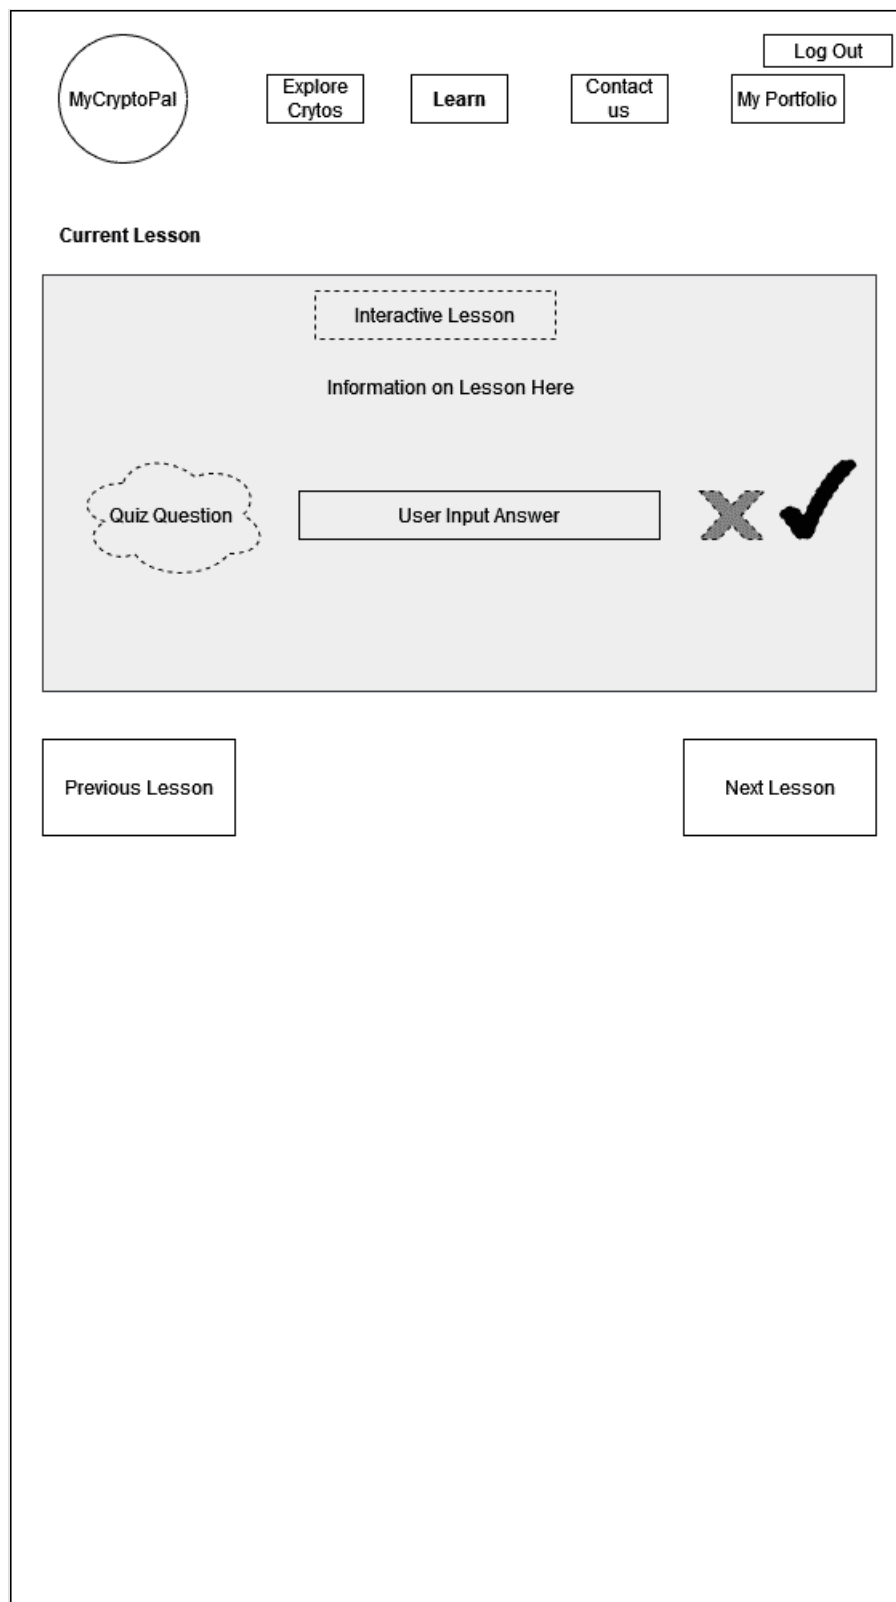 Log Out
MyCryptoPal
Explore
Crytos
Learn
Contact
us
My Portfolio
Current Lesson
Interactive Lesson
Information on Lesson Here
Quiz Question
User Input Answer
Previous Lesson
Next Lesson